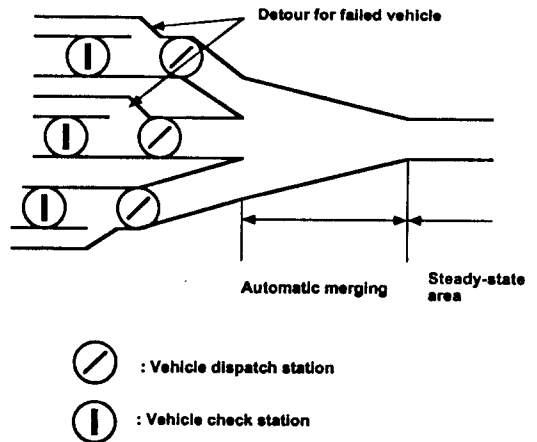 Detour for failed vehicle
Automatic merging
Steady-state
area
: Vehicle dispatch station
: Vehicle check station